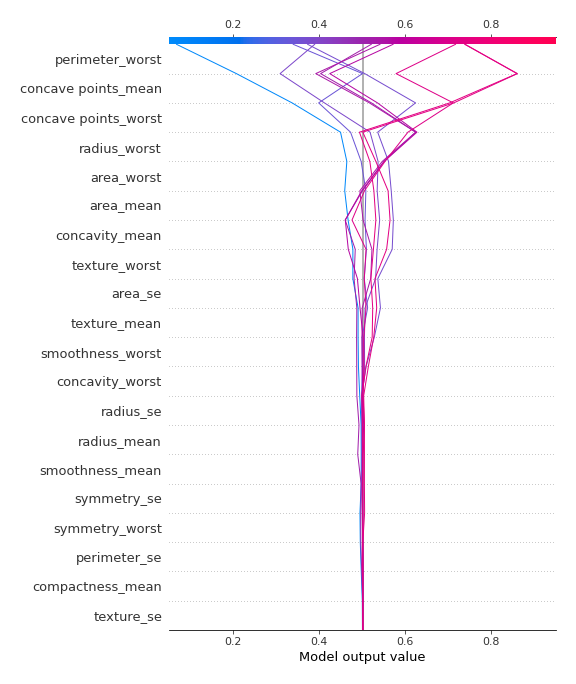 0.2 0.4 0.6 0.8
perimeter_worst
concave points_mean
concave points_worst
radius_worst
area_worst
area_mean
concavity_mean
texture_worst
area_se
texture_mean
smoothness_worst
concavity_worst
radius_se
radius_mean
smoothness_mean
symmetry_se
symmetry_worst
perimeter_se
compactness_mean
texture_se
0.2 0.4 0.6 0.8
Model output value